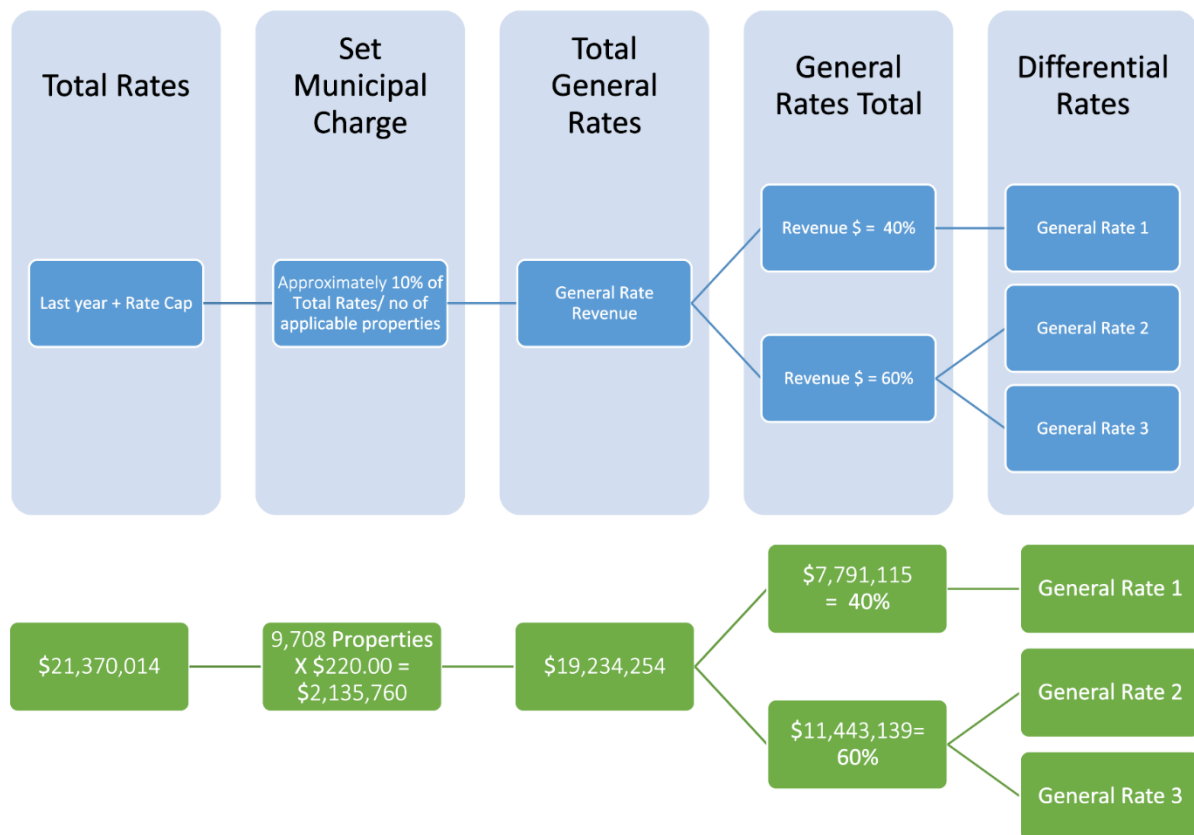 Total Rates
Set
Municipal
Charge
Total
General
Rates
General
Rates Total
Differential
Rates
Last year + Rate Cap
Approximately 10% of
Total Rates/ no of
applicable properties
General Rate
Revenue
Revenue $ =  40%
Revenue $ = 60%
General Rate 1
General Rate 2
General Rate 3
$21,370,014
9,708 Properties
X $220.00 =
$2,135,760
$19,234,254
$7,791,115
=  40%
$11,443,139=
60%
General Rate 1
General Rate 2
General Rate 3